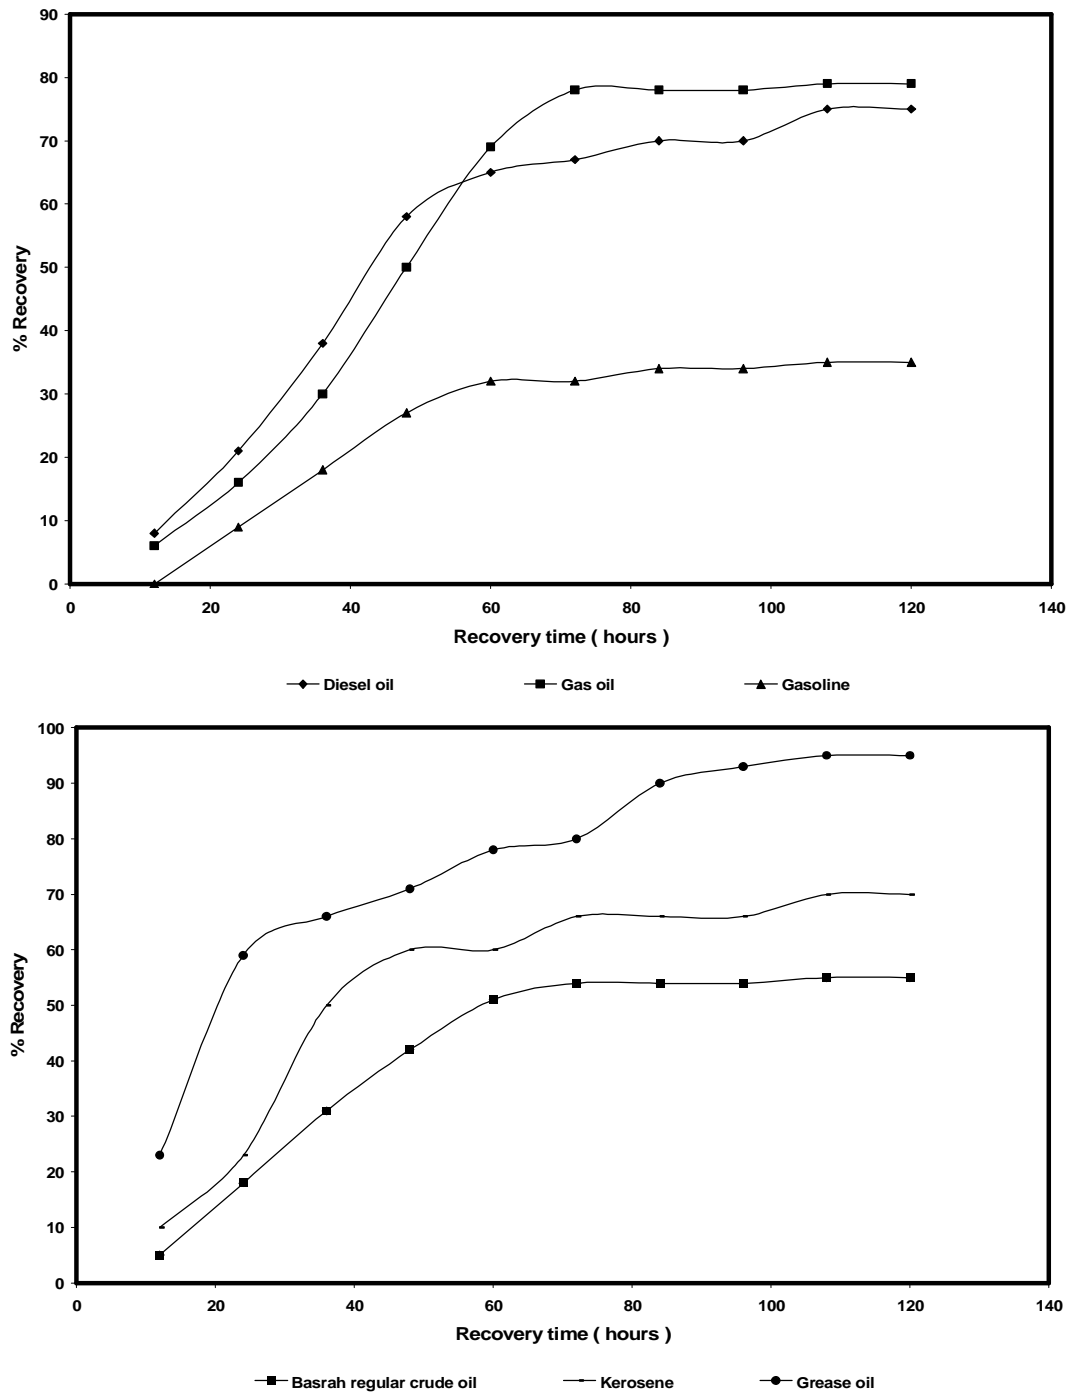 90
80
70
60
50
40
30
20
10
0
% Recovery
0 20 40 60 80 100 120 140
Recovery time ( hours )
Diesel oil Gas oil Gasoline
100
90
80
70
60
50
40
30
20
10
0
% Recovery
0 20 40 60 80 100 120 140
Recovery time ( hours )
Basrah regular crude oil Kerosene Grease oil